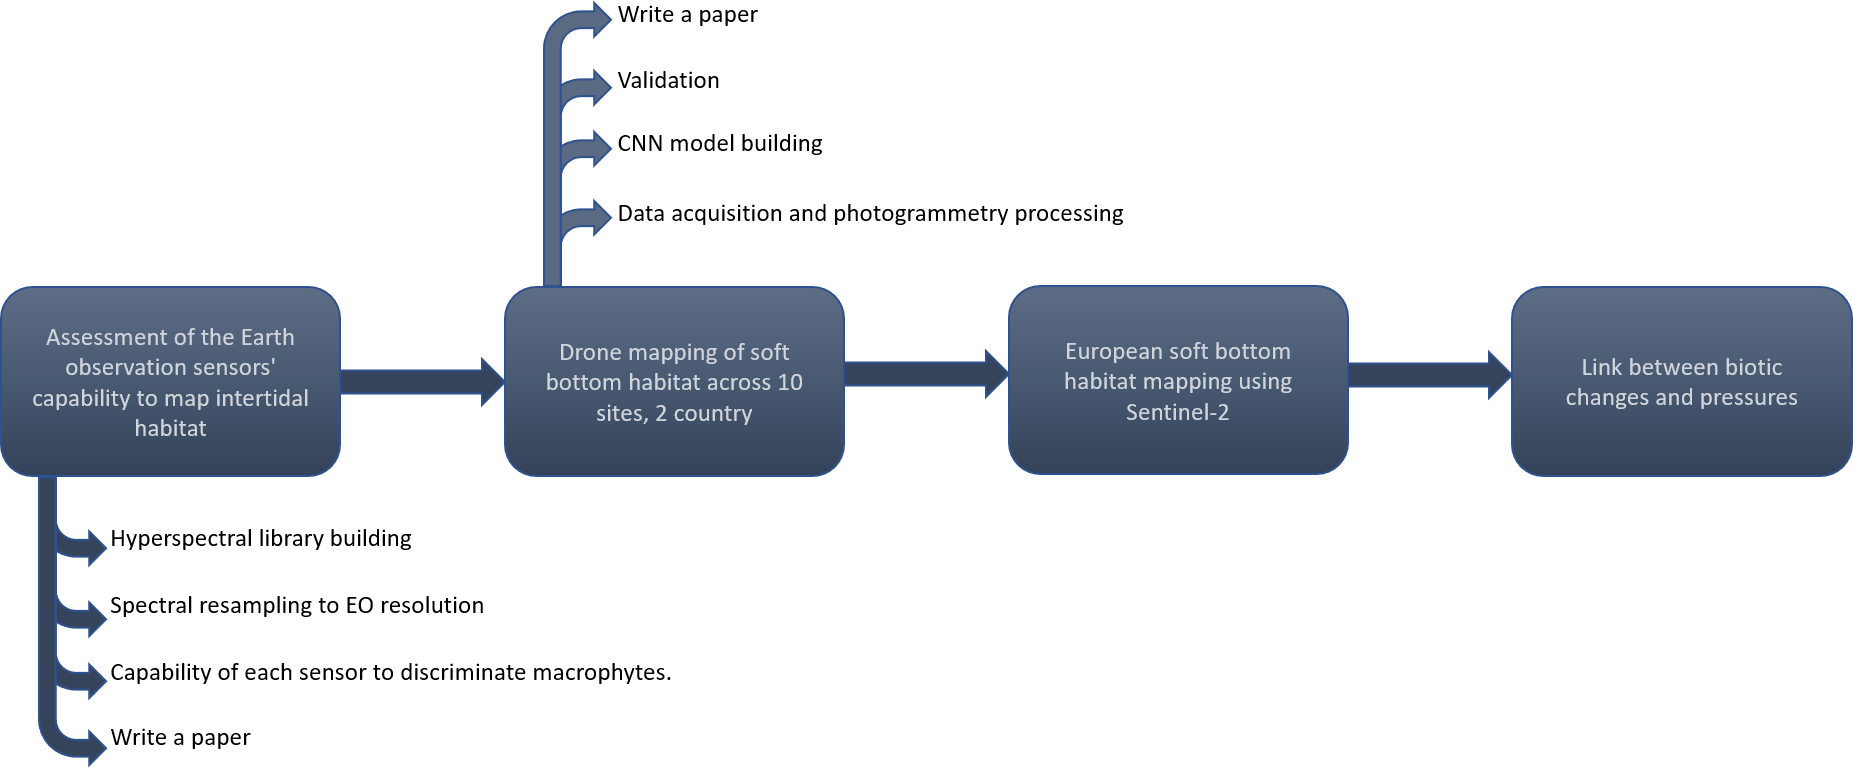 Write a paper
Validation
CNN model building
Data acquisition and photogrammetry processing
Assessment of the Earth
observation sensors'
capability to map intertidal
habitat
Drone mapping of soft
bottom habitat across 10
sites, 2 country
European soft bottom
habitat mapping using
Sentinel-2
Link between biotic
changes and pressures
Hyperspectral library building
Spectral resampling to EO resolution
Capability of each sensor to discriminate macrophytes.
Write a paper